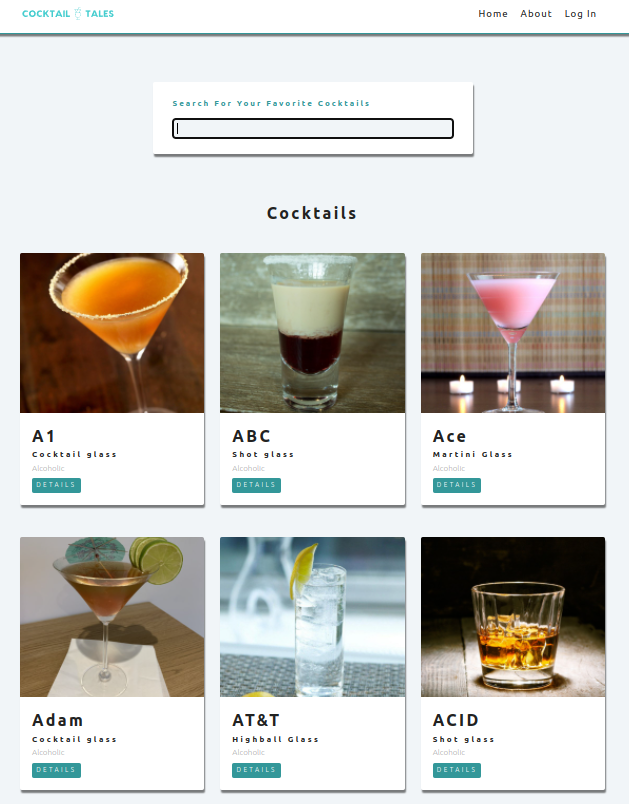 COCKTAIL TALES
Home About Log In
Search For Your Favorite Cocktails
Cocktails
A1
Cocktail glass
Alcoholic
DETAILS
ABC
Shot glass
Alcoholic
DETAILS
Ace
Martini Glass
Alcoholic
DETAILS
Adam
Cocktail glass
Alcoholic
DETAILS
AT&T
Highball Glass
Alcoholic
DETAILS
ACID
Shot glass
Alcoholic
DETAILS